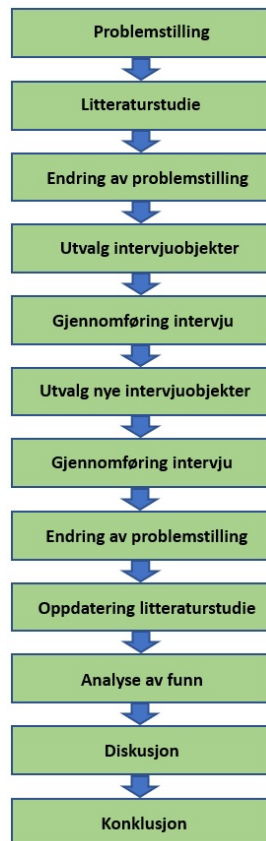 Problemstilling
Litteraturstudie
Endring av problemstilling
Utvalg intervjuobjekter
Gjennomføring intervju
Utvalg nye intervjuobjekter
Gjennomføring intervju
Endring av problemstilling
Oppdatering litteraturstudie
Analyse av funn
Diskusjon
Konklusjon